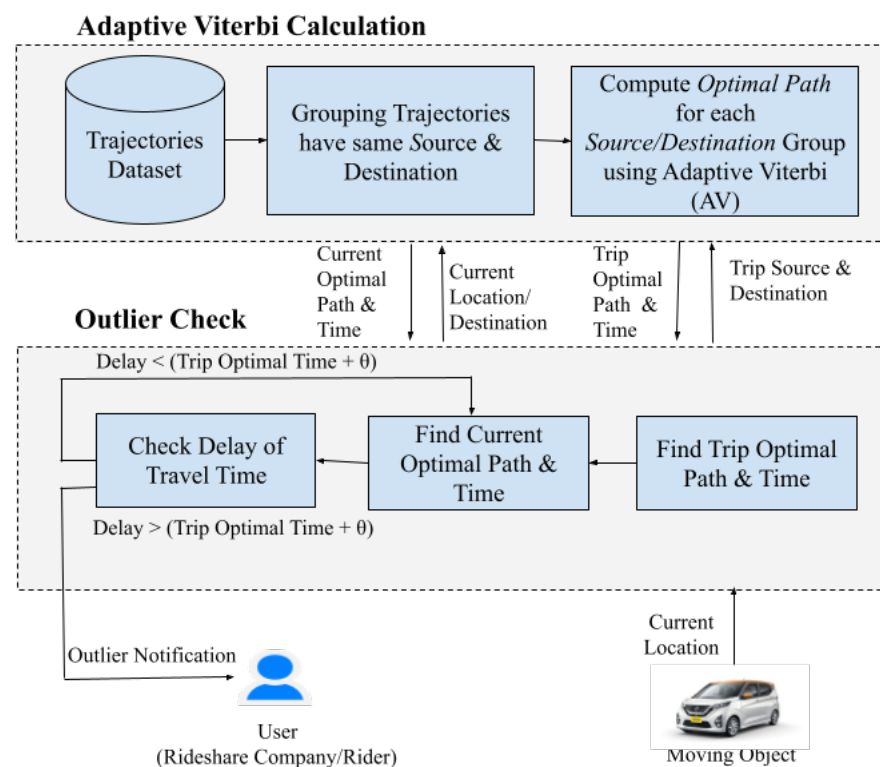 Adaptive Viterbi Calculation
Trajectories
Dataset
Grouping Trajectories
have same Source &
Destination
Compute Optimal Path
for each
Source/Destination Group
using Adaptive Viterbi
(AV)
Current
Optimal
Path &
Time
Current
Location/
Destination
Trip
Optimal
Path &
Time
Trip Source &
Destination
Outlier Check
Delay < (Trip Optimal Time + θ)
Check Delay of
Travel Time
Find Current
Optimal Path &
Time
Find Trip Optimal
Path & Time
Delay > (Trip Optimal Time + θ)
Outlier Notification
User
(Rideshare Company/Rider)
Current
Location
Moving Object